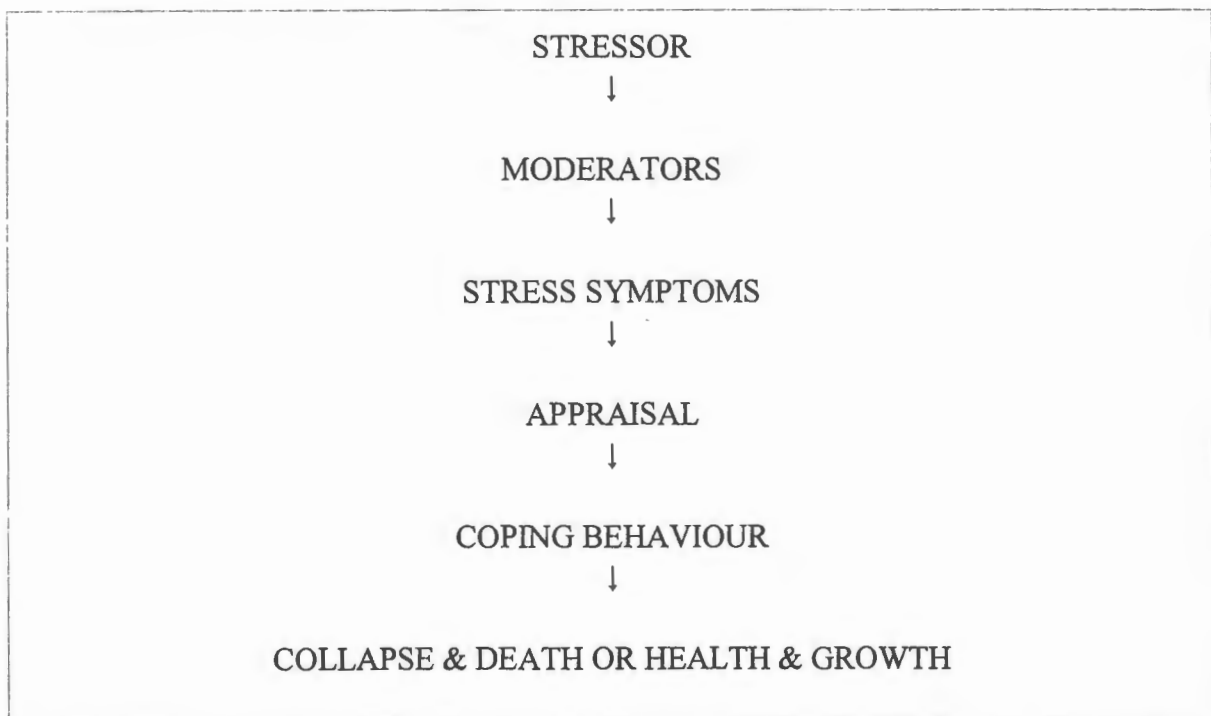 STRESSOR
↓
MODERATORS
↓
STRESS SYMPTOMS
↓
APPRAISAL
↓
COPING BEHAVIOUR
↓
COLLAPSE & DEATH OR HEALTH & GROWTH